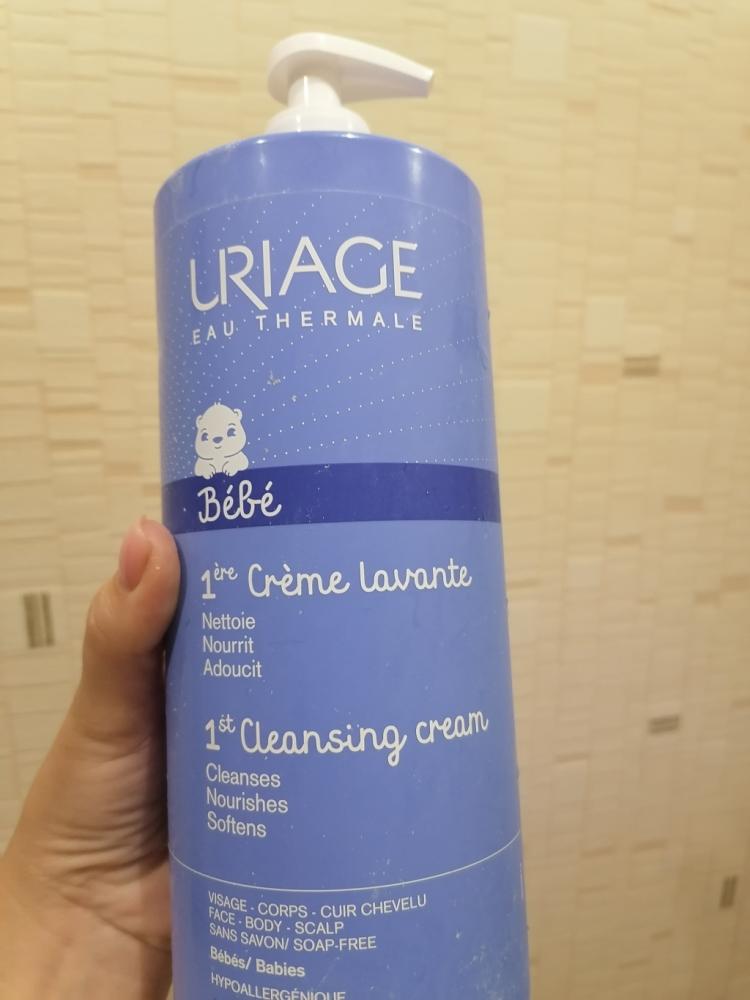 URIAGE
EAU THERMALE
Bébé
1ère Crème lavante
Nettoie
Nourrit
Adoucit
1st Cleansing cream
Cleanses
Nourishes
Softens
VISAGE - CORPS - CUIR CHEVELU
FACE - BODY - SCALP
SANS SAVON/ SOAP-FREE
Bébés/ Babies
HYPOALLERGÉNIQUE